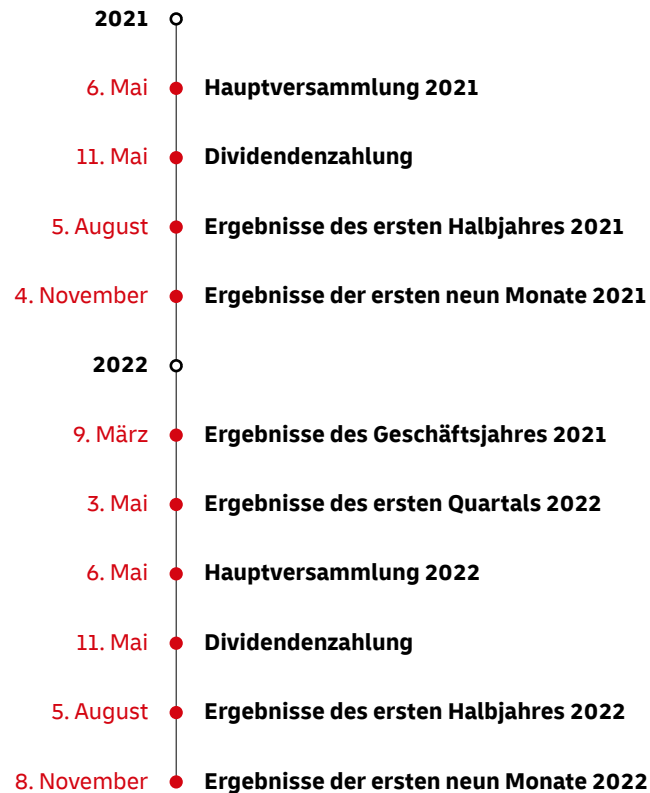 2021
6. Mai Hauptversammlung 2021
11. Mai Dividendenzahlung
5. August Ergebnisse des ersten Halbjahres 2021
4. November Ergebnisse der ersten neun Monate 2021
2022
9. März Ergebnisse des Geschäftsjahres 2021
3. Mai Ergebnisse des ersten Quartals 2022
6. Mai Hauptversammlung 2022
11. Mai Dividendenzahlung
5. August Ergebnisse des ersten Halbjahres 2022
8. November Ergebnisse der ersten neun Monate 2022